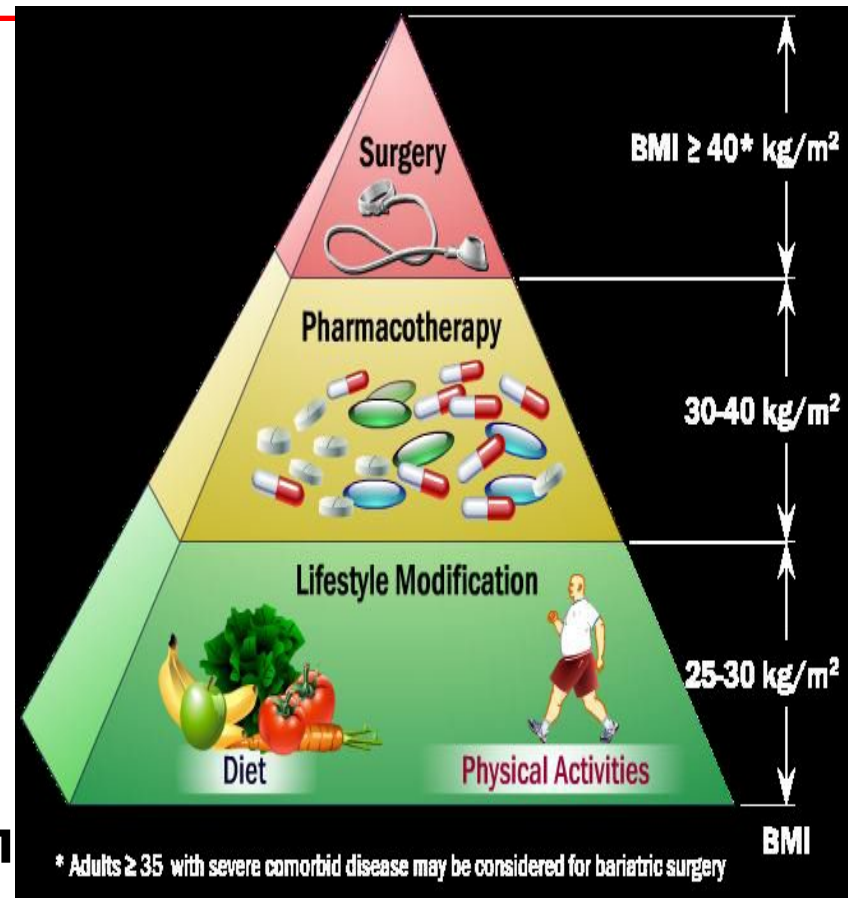 Surgery
BMI ≥ 40* kg/m²
Pharmacotherapy
30-40 kg/m²
Lifestyle Modification
25-30 kg/m²
Diet
Physical Activities
BMI
* Adults ≥ 35 with severe comorbid disease may be considered for bariatric surgery